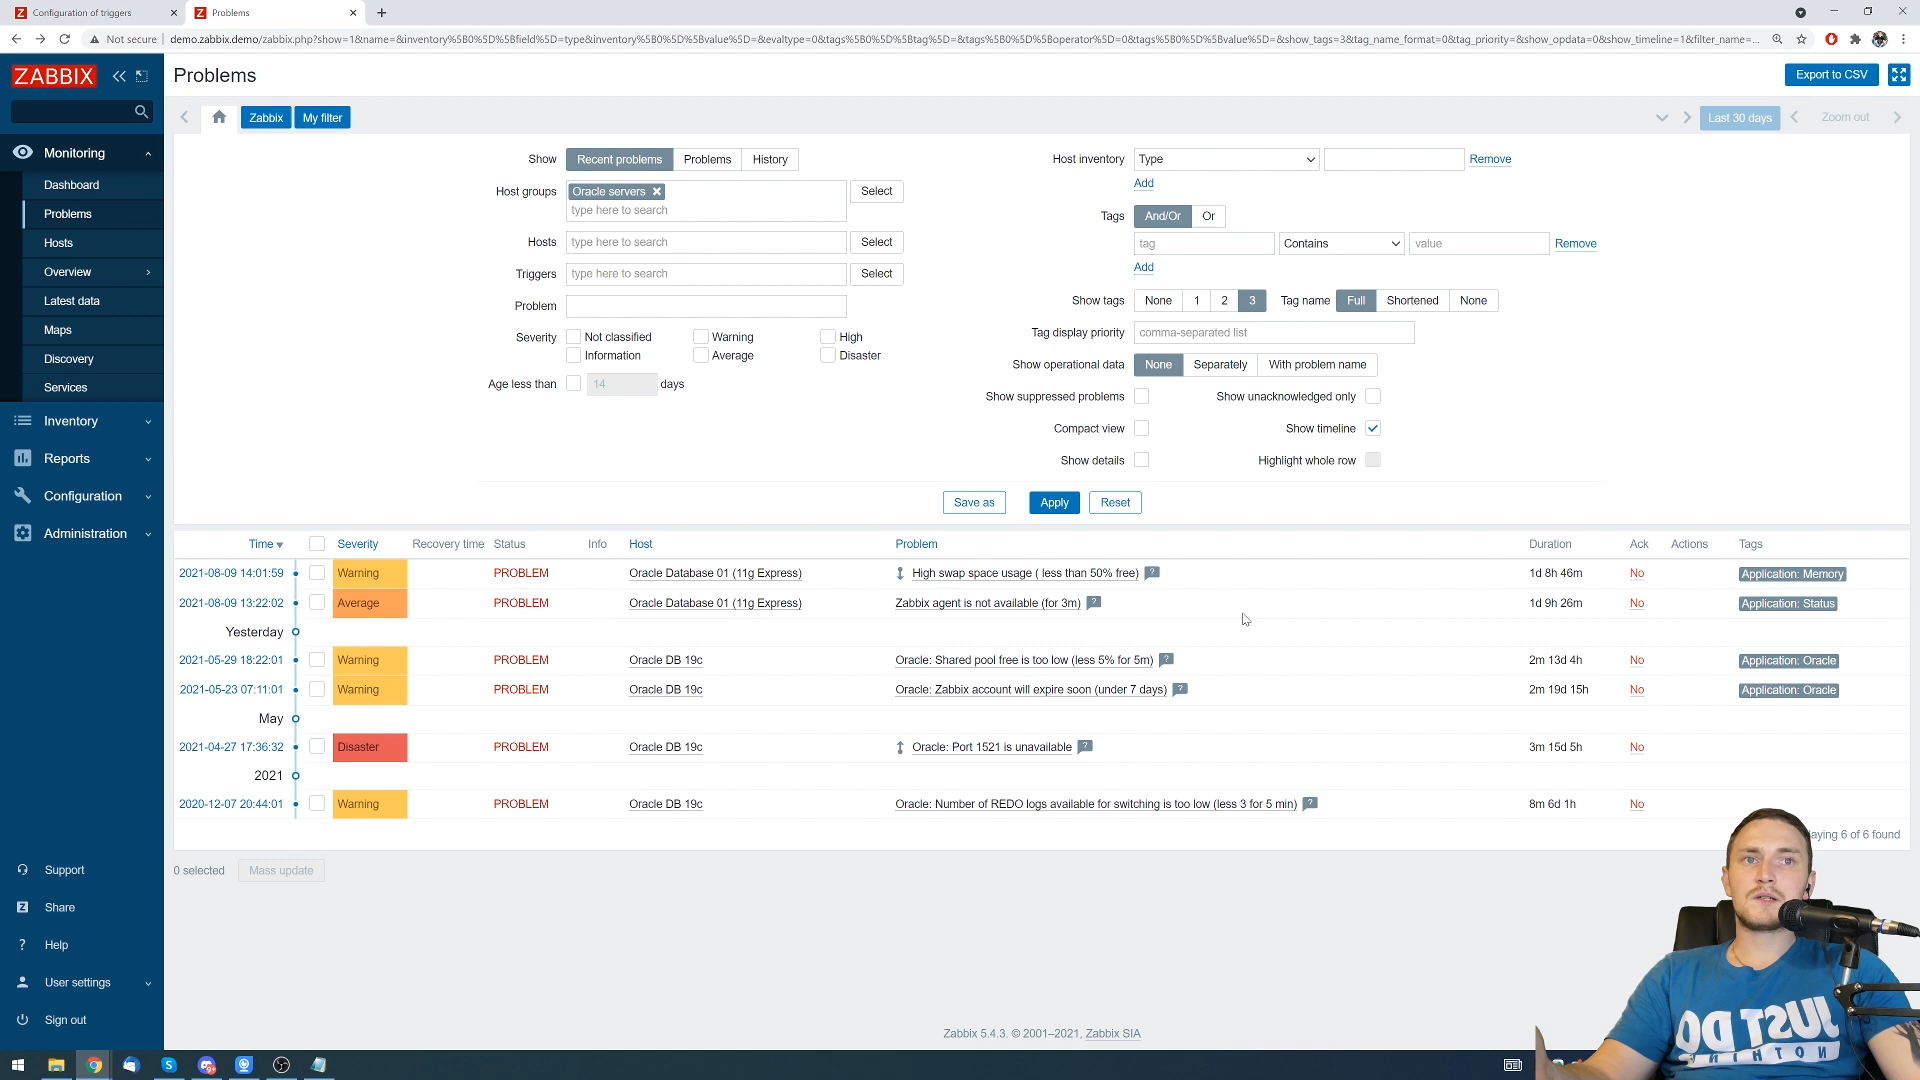 Configuration of triggers
Problems
Not secure
demo.zabbix.demo/zabbix.php?show=1&name=&inventory%5B0%5D%5Bfield%5D=type&inventory%5B0%5D%5Bvalue%5D=&evaltype=0&tags%5B0%5D%5Btag%5D=&tags%5B0%5D%5Boperator%5D=0&tags%5B0%5D%5Bvalue%5D=&show_tags=3&tag_name_format=0&tag_priority=&show_opdata=0&show_timeline=1&filter_name=...
ZABBIX
Problems
Export to CSV
Zabbix My filter
Last 30 days Zoom out
Monitoring
Dashboard
Problems
Hosts
Overview
Latest data
Maps
Discovery
Services
Inventory
Reports
Configuration
Administration
Support
Share
Help
User settings
Sign out
Show Recent problems Problems History
Host groups Oracle servers Select
type here to search
Hosts type here to search Select
Triggers type here to search Select
Problem
Severity Not classified Warning High
Information Average Disaster
Age less than 14 days
Host inventory Type Remove
Add
Tags And/Or Or
tag Contains value Remove
Add
Show tags None 1 2 3 Tag name Full Shortened None
Tag display priority comma-separated list
Show operational data None Separately With problem name
Show suppressed problems Show unacknowledged only
Compact view Show timeline
Show details Highlight whole row
Save as Apply Reset
Time Severity Recovery time Status Info Host Problem Duration Ack Actions Tags
2021-08-09 14:01:59 Warning PROBLEM Oracle Database 01 (11g Express) High swap space usage ( less than 50% free) ? 1d 8h 46m No Application: Memory
2021-08-09 13:22:02 Average PROBLEM Oracle Database 01 (11g Express) Zabbix agent is not available (for 3m) ? 1d 9h 26m No Application: Status
Yesterday
2021-05-29 18:22:01 Warning PROBLEM Oracle DB 19c Oracle: Shared pool free is too low (less 5% for 5m) ? 2m 13d 4h No Application: Oracle
2021-05-23 07:11:01 Warning PROBLEM Oracle DB 19c Oracle: Zabbix account will expire soon (under 7 days) ? 2m 19d 15h No Application: Oracle
May
2021-04-27 17:36:32 Disaster PROBLEM Oracle DB 19c Oracle: Port 1521 is unavailable ? 3m 15d 5h No
2021
2020-12-07 20:44:01 Warning PROBLEM Oracle DB 19c Oracle: Number of REDO logs available for switching is too low (less 3 for 5 min) ? 8m 6d 1h No
laying 6 of 6 found
0 selected Mass update
Zabbix 5.4.3. © 2001–2021, Zabbix SIA
JUST DO
NOTHING